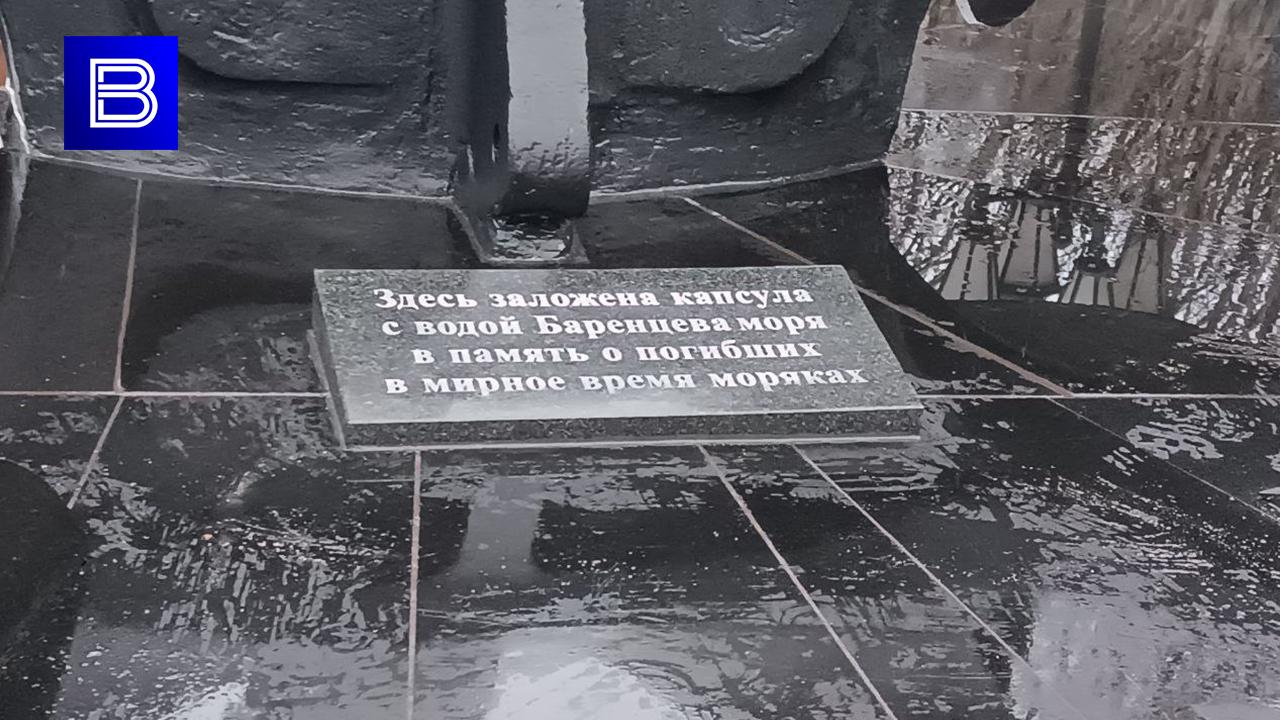 B
Здесь заложена капсула
с водой Баренцева моря
в память о погибших
в мирное время моряках